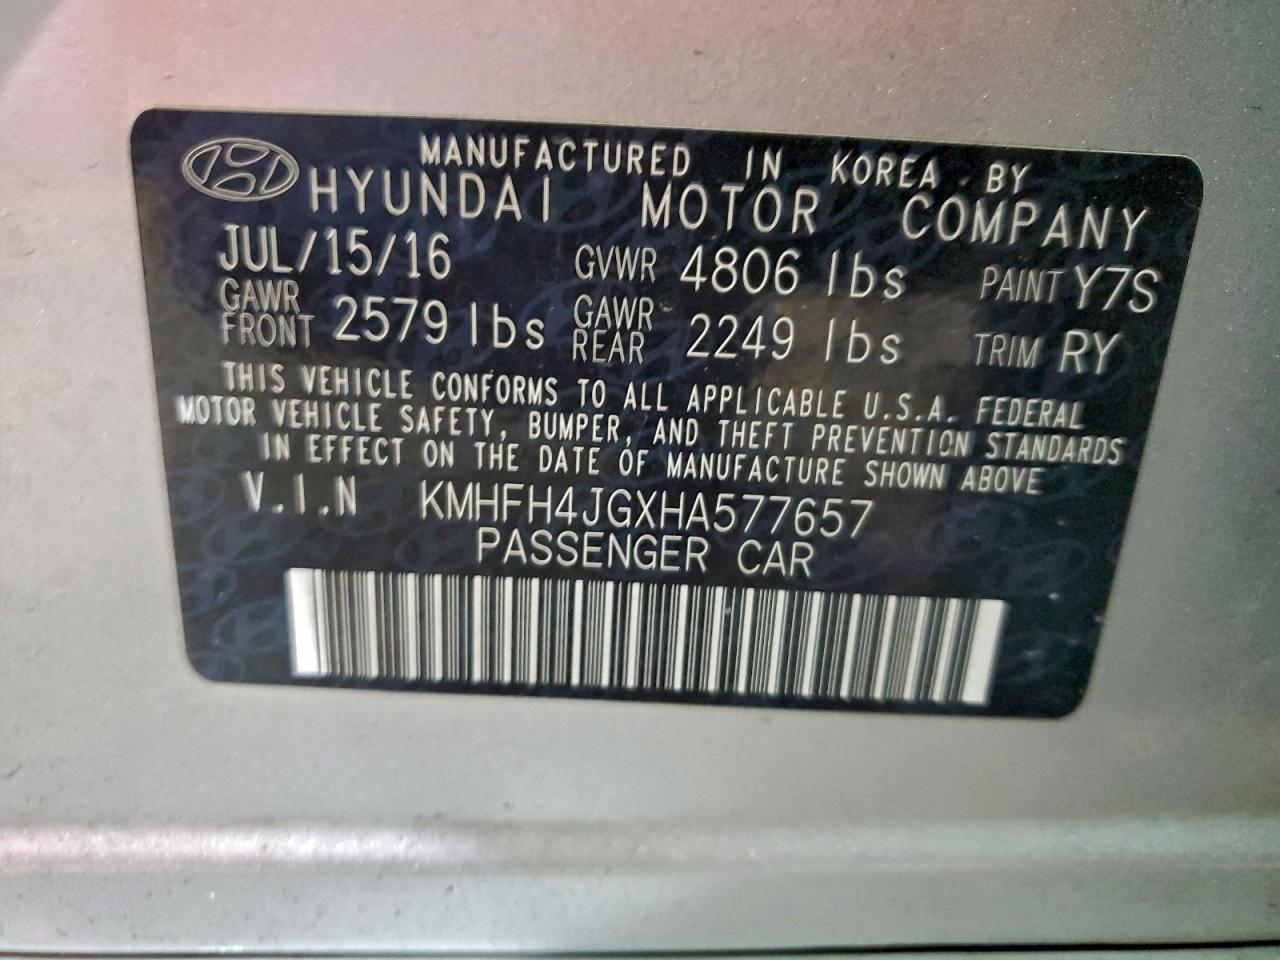 MANUFACTURED IN KOREA BY
HYUNDAI MOTOR COMPANY
JUL/15/16 GVWR 4806 lbs PAINT Y7S
GAWR FRONT 2579 lbs GAWR REAR 2249 lbs TRIM RY
THIS VEHICLE CONFORMS TO ALL APPLICABLE U.S.A. FEDERAL
MOTOR VEHICLE SAFETY, BUMPER, AND THEFT PREVENTION STANDARDS
IN EFFECT ON THE DATE OF MANUFACTURE SHOWN ABOVE
V.I.N KMHFH4JGXHA577657
PASSENGER CAR